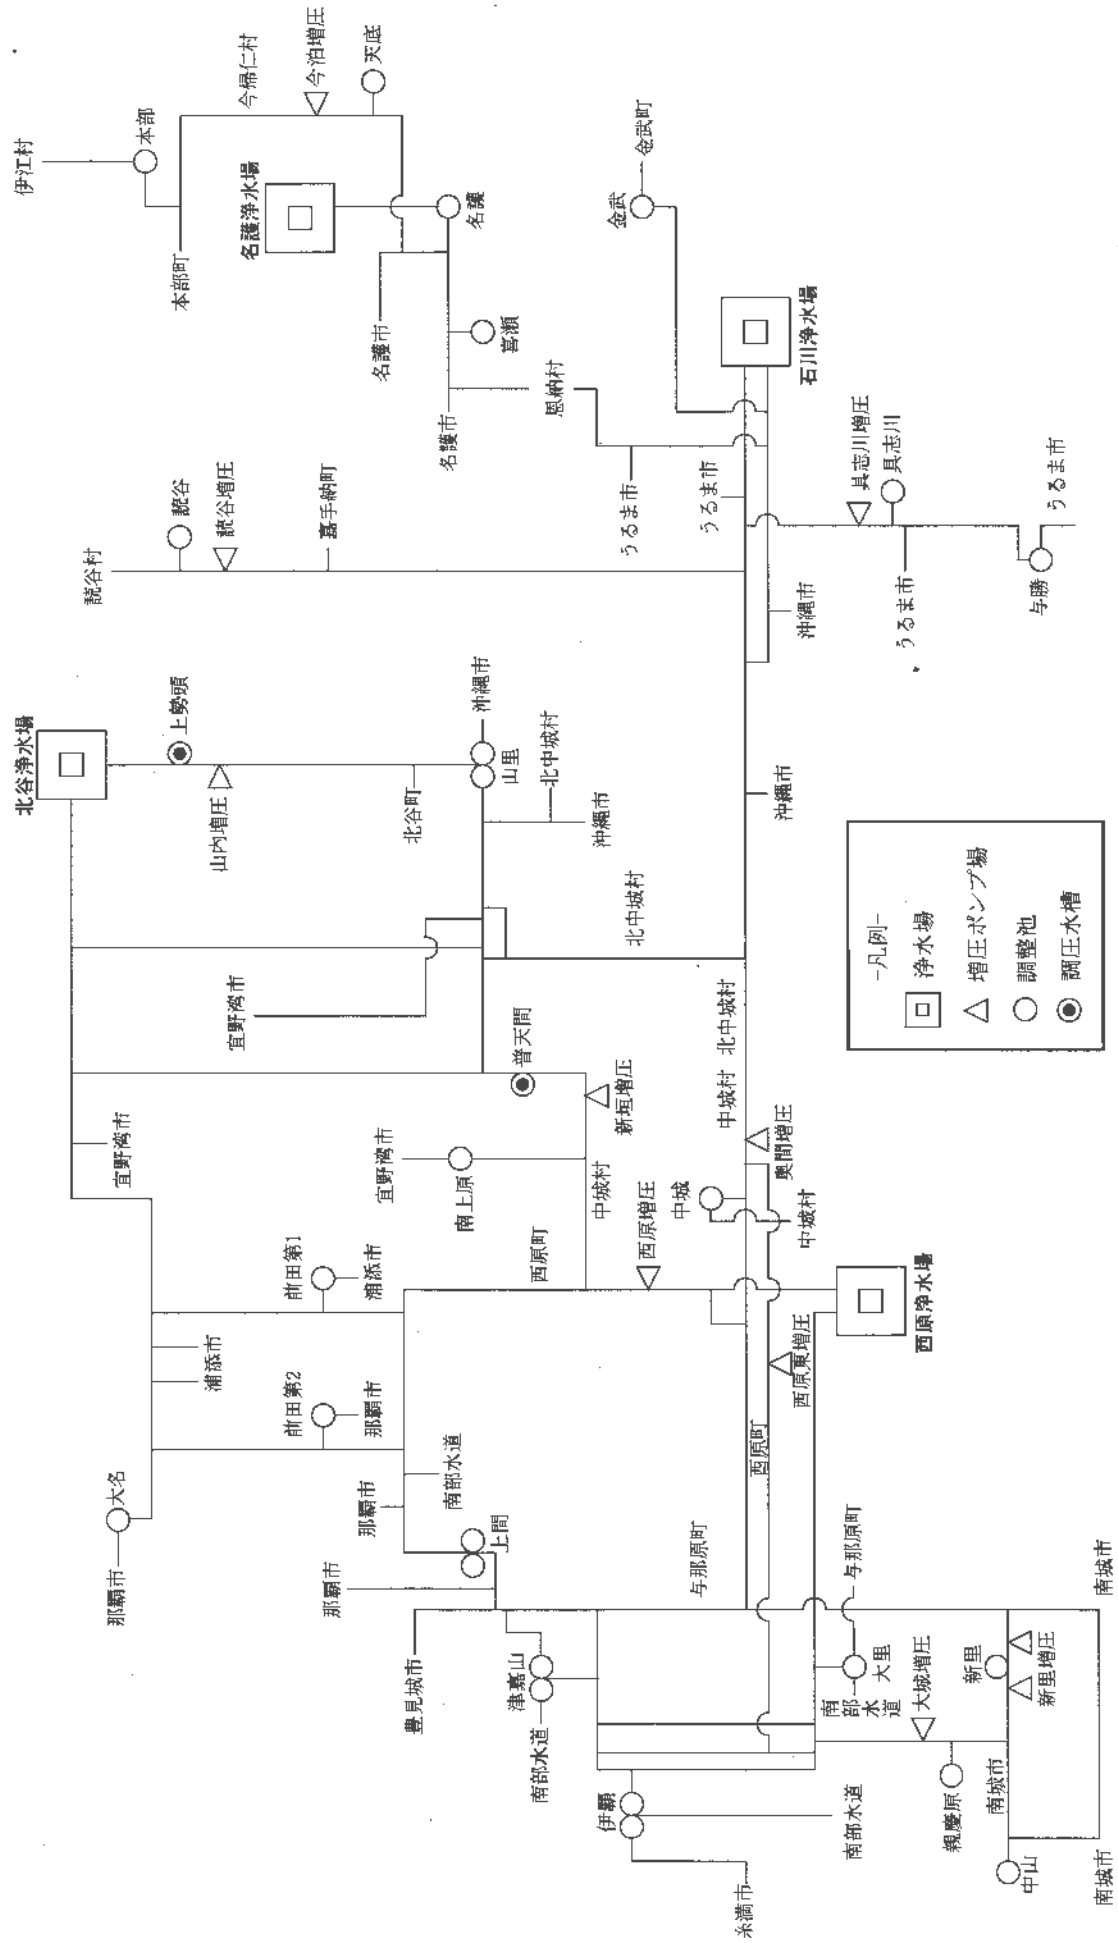 伊江村
本部
今帰仁村
今泊増圧
天底
本部町
名護浄水場
名護
名護市
喜瀬
名護市
恩納村
金武
金武町
石川浄水場
読谷村
読谷
読谷増圧
嘉手納町
うるま市
うるま市
具志川増圧
具志川
うるま市
うるま市
与勝
沖縄市
北谷浄水場
上勢頭
山内増圧
北谷町
山里
沖縄市
北中城村
沖縄市
北中城村
沖縄市
宜野湾市
普天間
新垣増圧
北中城村
中城村
奥間増圧
宜野湾市
宜野湾市
南上原
中城村
中城
中城村
西原町
西原増圧
西原浄水場
前田第1
浦添市
浦添市
前田第2
那覇市
大名
那覇市
那覇市
南部水道
上間
那覇市
西原東増圧
西原町
与那原町
与那原町
豊見城市
津嘉山
南部水道
大里
南部水道
大城増圧
新里
新里増圧
南城市
伊覇
南部水道
糸満市
親慶原
南城市
中山
南城市
-凡例-
浄水場
増圧ポンプ場
調整池
調圧水槽